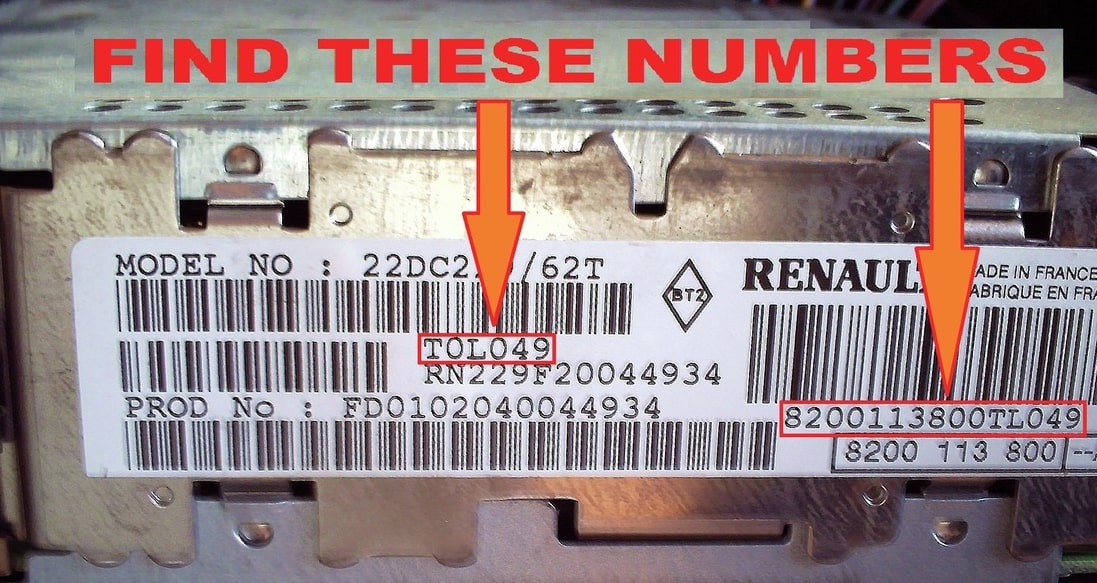 FIND THESE NUMBERS
MODEL NO : 22DC2 9/62T
BT2
RENAUL
ADE IN FRANCE
ABRIQUE EN FRA
T0L049
RN229F20044934
PROD No : FD0102040044934
8200113800TL049
8200 113 800
--A